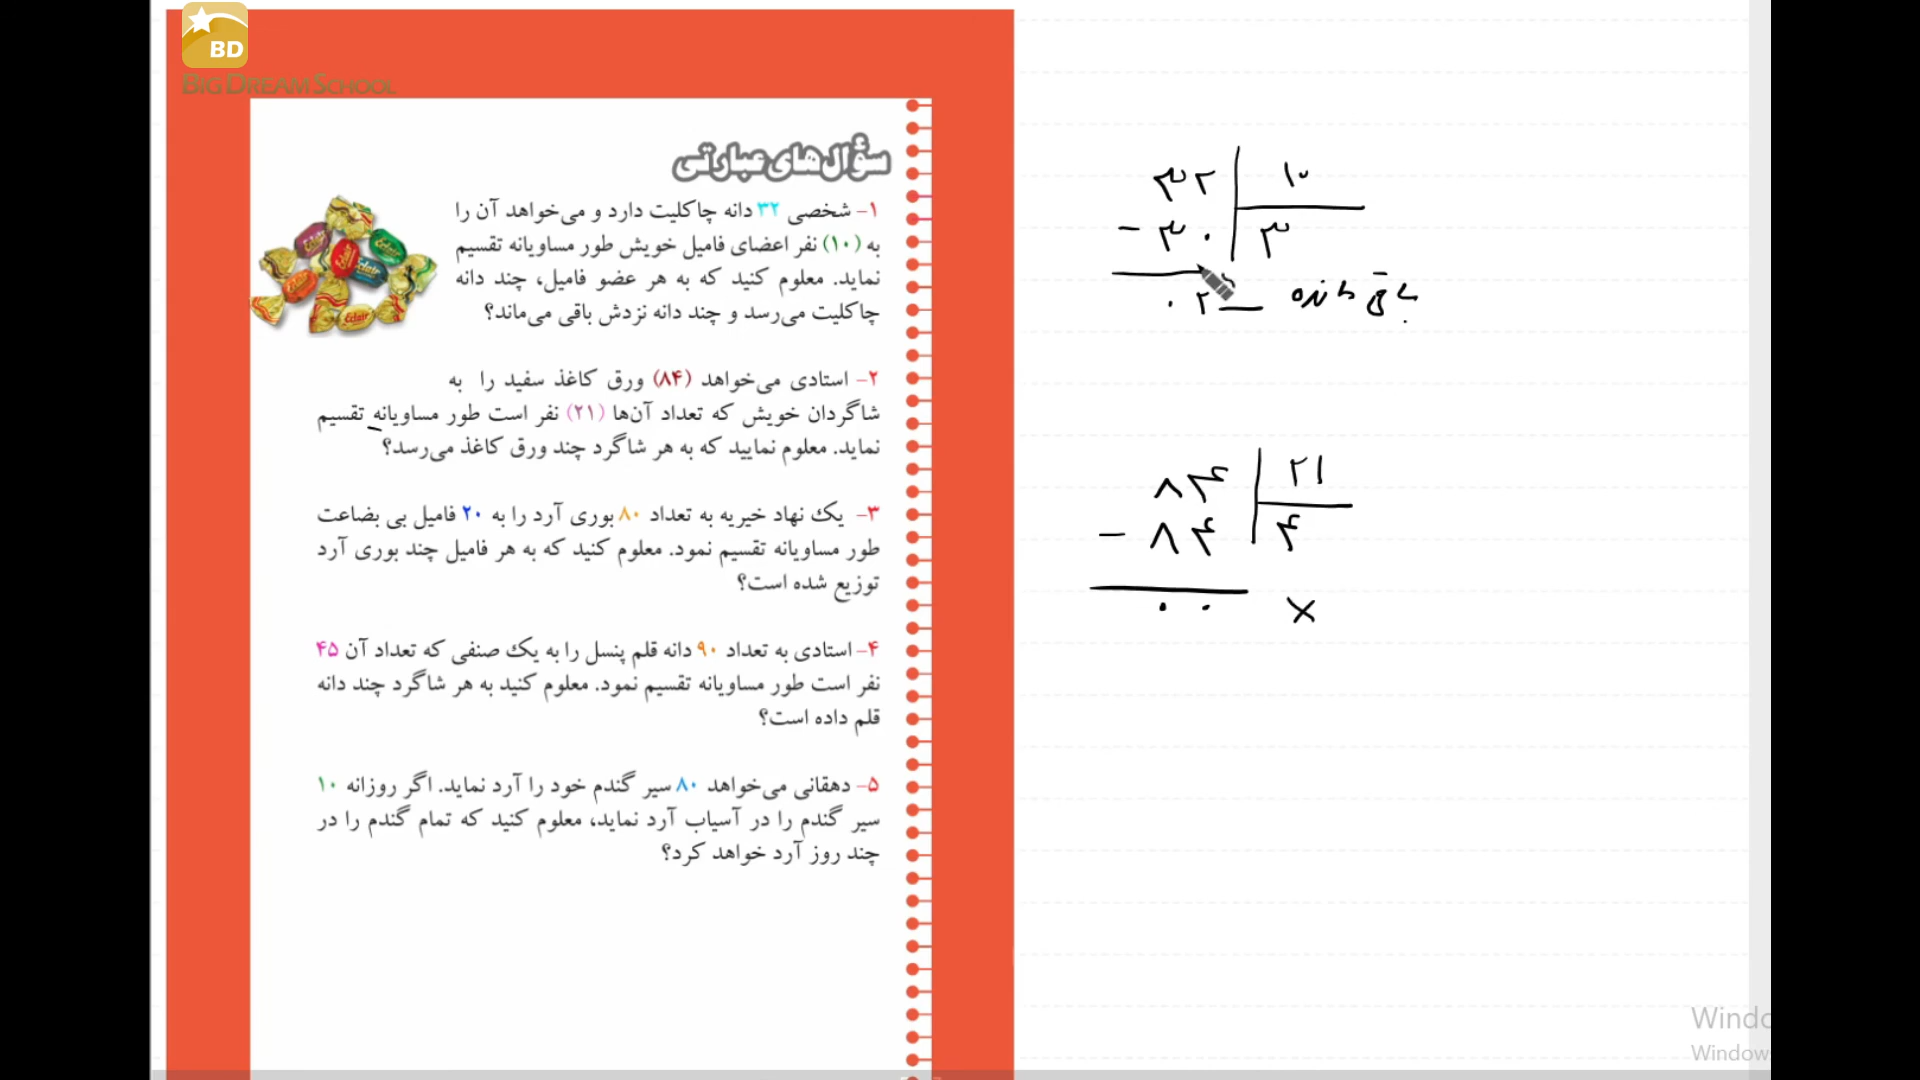 BD
BIG DREAM SCHOOL
سؤال‌های عبارتی
۱- شخصی ۳۲ دانه چاکلیت دارد و می‌خواهد آن را
به (۱۰) نفر اعضای فامیل خویش طور مساویانه تقسیم
نماید. معلوم کنید که به هر عضو فامیل، چند دانه
چاکلیت می‌رسد و چند دانه نزدش باقی می‌ماند؟
۲- استادی می‌خواهد (۸۴) ورق کاغذ سفید را به
شاگردان خویش که تعداد آن‌ها (۲۱) نفر است طور مساویانه تقسیم
نماید. معلوم نمایید که به هر شاگرد چند ورق کاغذ می‌رسد؟
۳- یک نهاد خیریه به تعداد ۸۰ بوری آرد را به ۲۰ فامیل بی بضاعت
طور مساویانه تقسیم نمود. معلوم کنید که به هر فامیل چند بوری آرد
توزیع شده است؟
۴- استادی به تعداد ۹۰ دانه قلم پنسل را به یک صنفی که تعداد آن ۴۵
نفر است طور مساویانه تقسیم نمود. معلوم کنید به هر شاگرد چند دانه
قلم داده است؟
۵- دهقانی می‌خواهد ۸۰ سیر گندم خود را آرد نماید. اگر روزانه ۱۰
سیر گندم را در آسیاب آرد نماید، معلوم کنید که تمام گندم را در
چند روز آرد خواهد کرد؟
۳۲ | ۱۰
- ۳۰ | ۳
۰۲ — باقی مانده
۸۴ | ۲۱
- ۸۴ | ۴
۰۰ ×